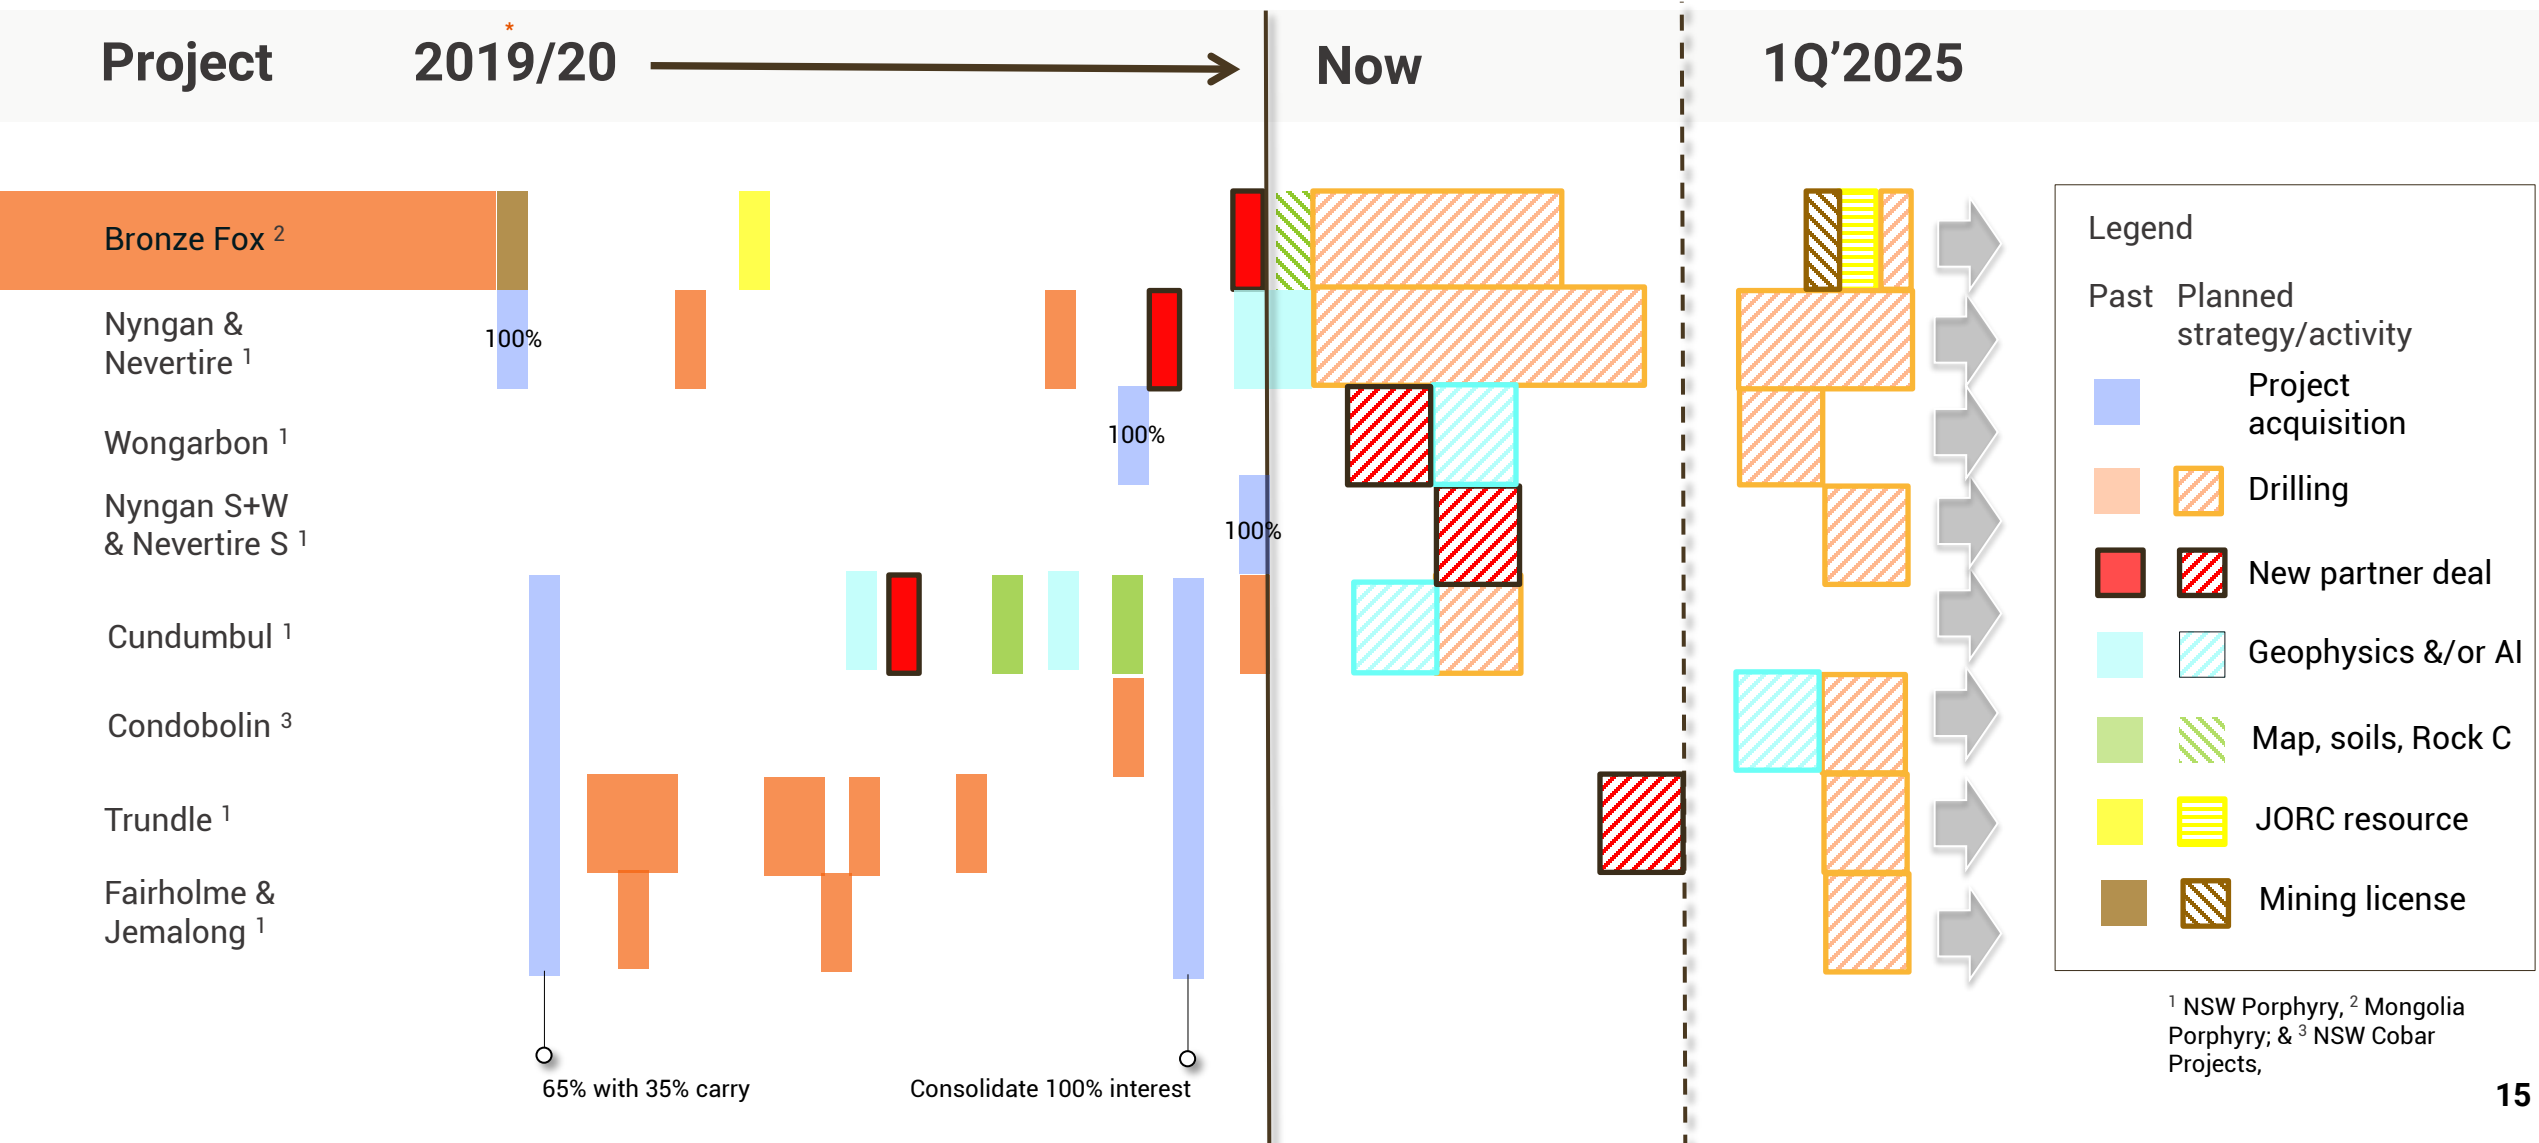 *
Project
2019/20
Now
1Q’2025
Bronze Fox ²
Nyngan &
Nevertire ¹
100%
Wongarbon ¹
100%
Nyngan S+W
& Nevertire S ¹
100%
Cundumbul ¹
Condobolin ³
Trundle ¹
Fairholme &
Jemalong ¹
65% with 35% carry
Consolidate 100% interest
Legend
Past Planned
strategy/activity
Project
acquisition
Drilling
New partner deal
Geophysics &/or AI
Map, soils, Rock C
JORC resource
Mining license
¹ NSW Porphyry, ² Mongolia
Porphyry; & ³ NSW Cobar
Projects,
15